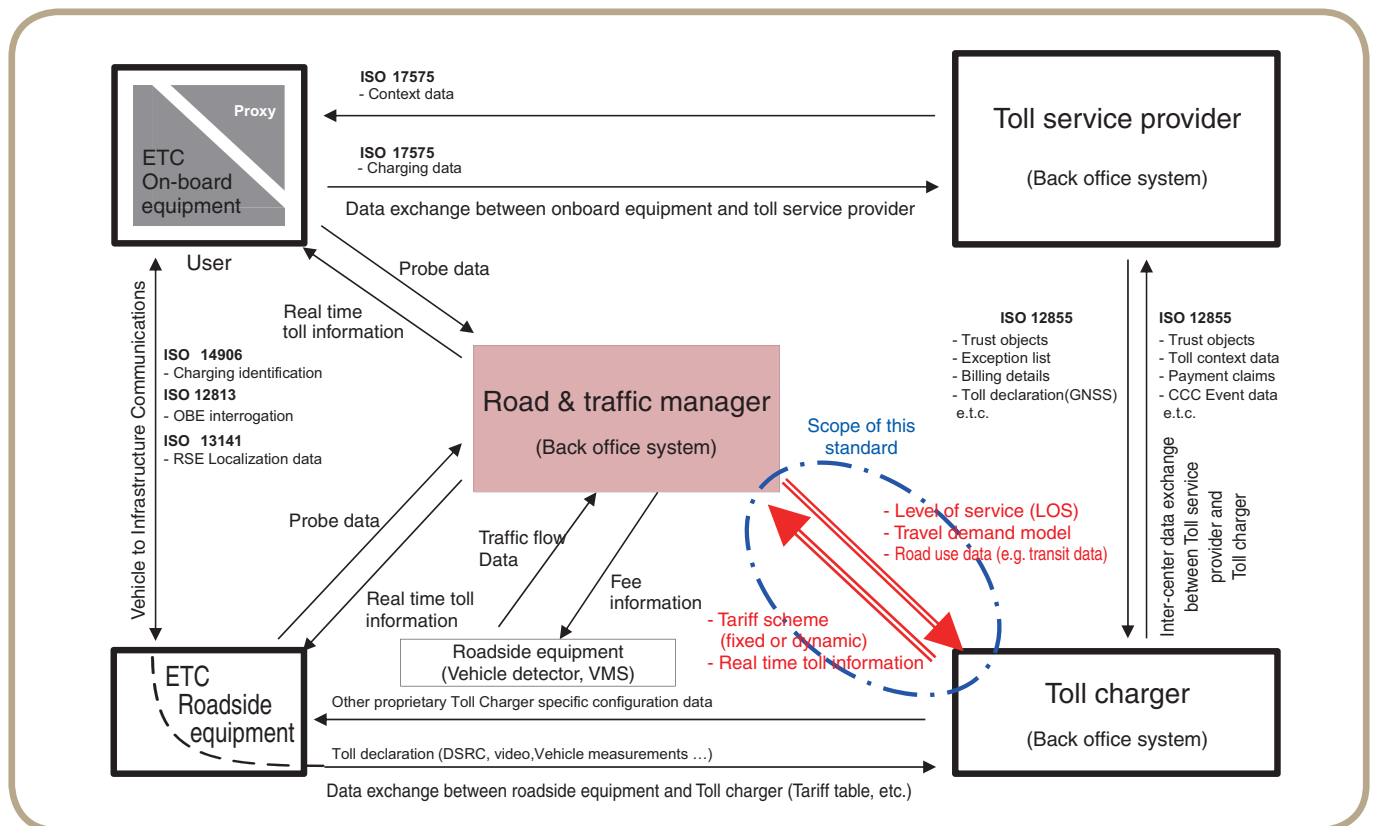 Proxy
ETC
On-board
equipment
User
ISO 17575
- Context data
ISO 17575
- Charging data
Data exchange between onboard equipment and toll service provider
Toll service provider
(Back office system)
Probe data
Real time
toll information
Vehicle to Infrastructure Communications
ISO 14906
- Charging identification
ISO 12813
- OBE interrogation
ISO 13141
- RSE Localization data
Road & traffic manager
(Back office system)
Scope of this
standard
ISO 12855
- Trust objects
- Exception list
- Billing details
- Toll declaration(GNSS)
e.t.c.
ISO 12855
- Trust objects
- Toll context data
- Payment claims
- CCC Event data
e.t.c.
Inter-center data exchange
between Toll service
provider and
Toll charger
- Level of service (LOS)
- Travel demand model
- Road use data (e.g. transit data)
- Tariff scheme
(fixed or dynamic)
- Real time toll information
Probe data
Real time toll
information
Traffic flow
Data
Fee
information
Roadside equipment
(Vehicle detector, VMS)
ETC
Roadside
equipment
Other proprietary Toll Charger specific configuration data
Toll declaration (DSRC, video,Vehicle measurements …)
Data exchange between roadside equipment and Toll charger (Tariff table, etc.)
Toll charger
(Back office system)